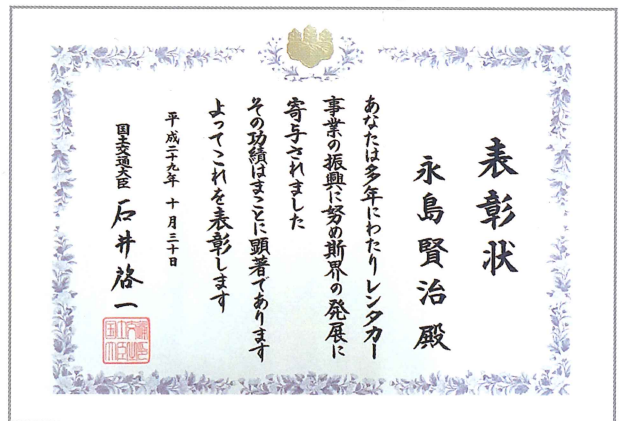 表彰状
永島賢治殿
あなたは多年にわたりレンタカー
事業の振興に努め斯界の発展に
寄与されました
その功績はまことに顕著であります
よってこれを表彰します
平成二十九年十月三十日
国土交通大臣 石井啓一